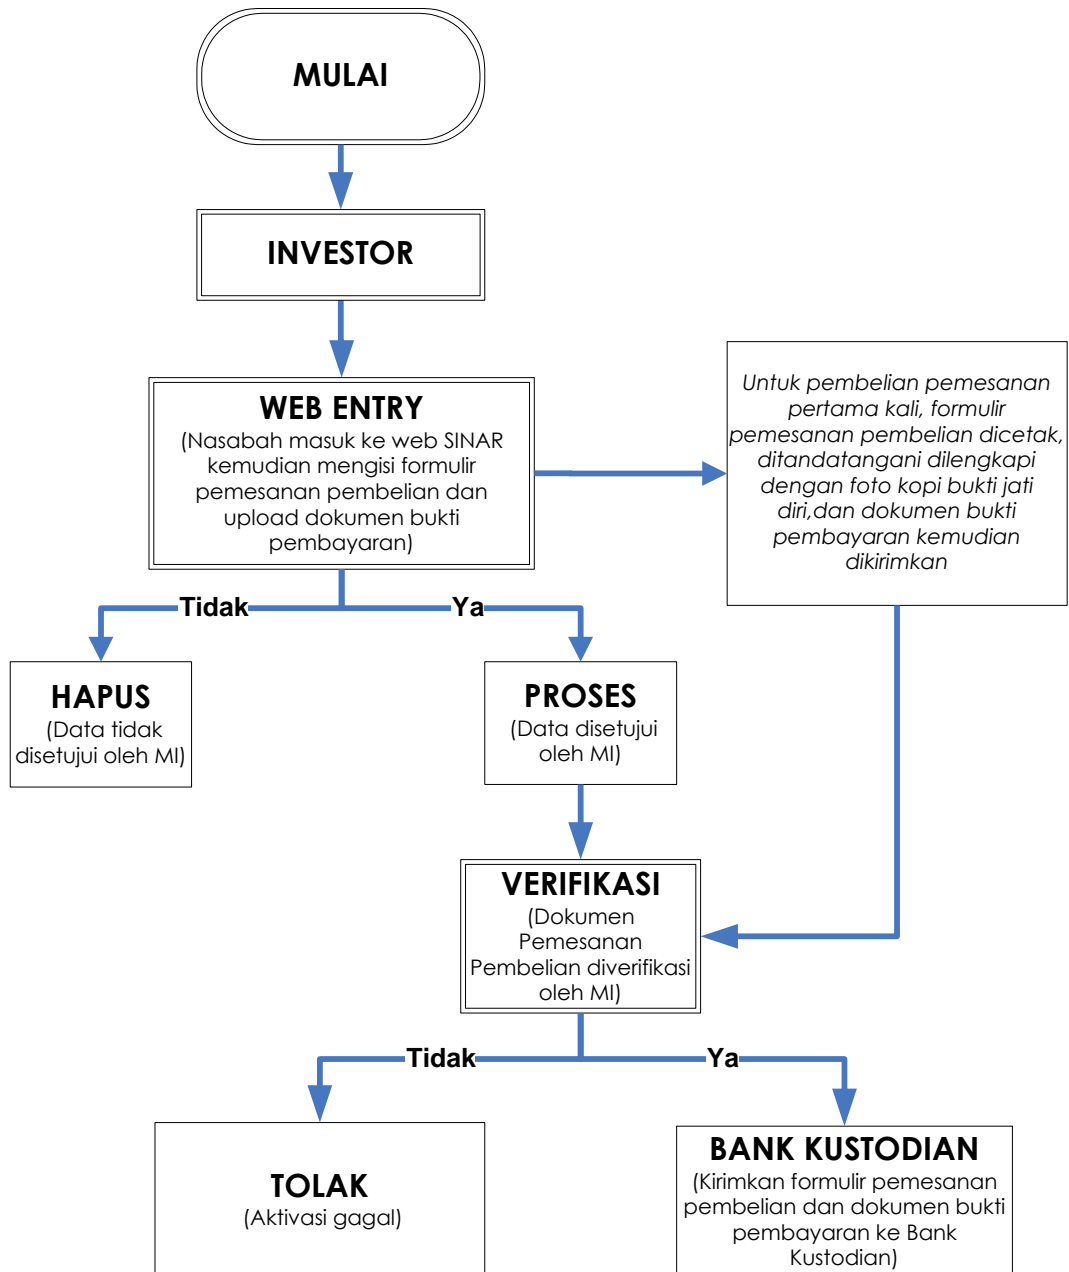 MULAI
INVESTOR
WEB ENTRY
(Nasabah masuk ke web SINAR
kemudian mengisi formulir
pemesanan pembelian dan
upload dokumen bukti
pembayaran)
Untuk pembelian pemesanan
pertama kali, formulir
pemesanan pembelian dicetak,
ditandatangani dilengkapi
dengan foto kopi bukti jati
diri,dan dokumen bukti
pembayaran kemudian
dikirimkan
Tidak
Ya
HAPUS
(Data tidak
disetujui oleh MI)
PROSES
(Data disetujui
oleh MI)
VERIFIKASI
(Dokumen
Pemesanan
Pembelian diverifikasi
oleh MI)
Tidak
Ya
TOLAK
(Aktivasi gagal)
BANK KUSTODIAN
(Kirimkan formulir pemesanan
pembelian dan dokumen bukti
pembayaran ke Bank
Kustodian)